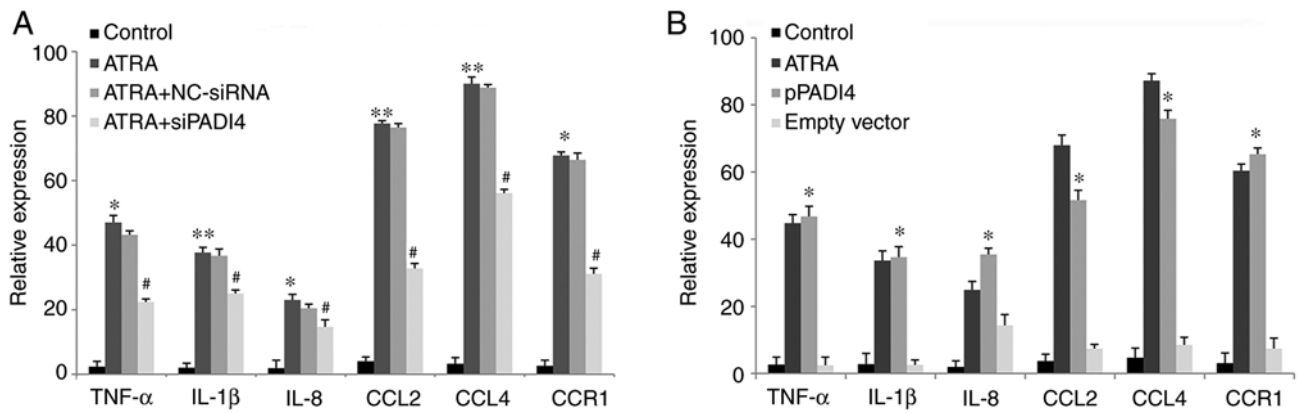 A
Control
ATRA
ATRA+NC-siRNA
ATRA+siPADI4
Relative expression
100
80
60
40
20
0
* ** * ** ** *
# # # # # #
TNF-α IL-1β IL-8 CCL2 CCL4 CCR1
B
Control
ATRA
pPADI4
Empty vector
Relative expression
100
80
60
40
20
0
* * * * * *
TNF-α IL-1β IL-8 CCL2 CCL4 CCR1